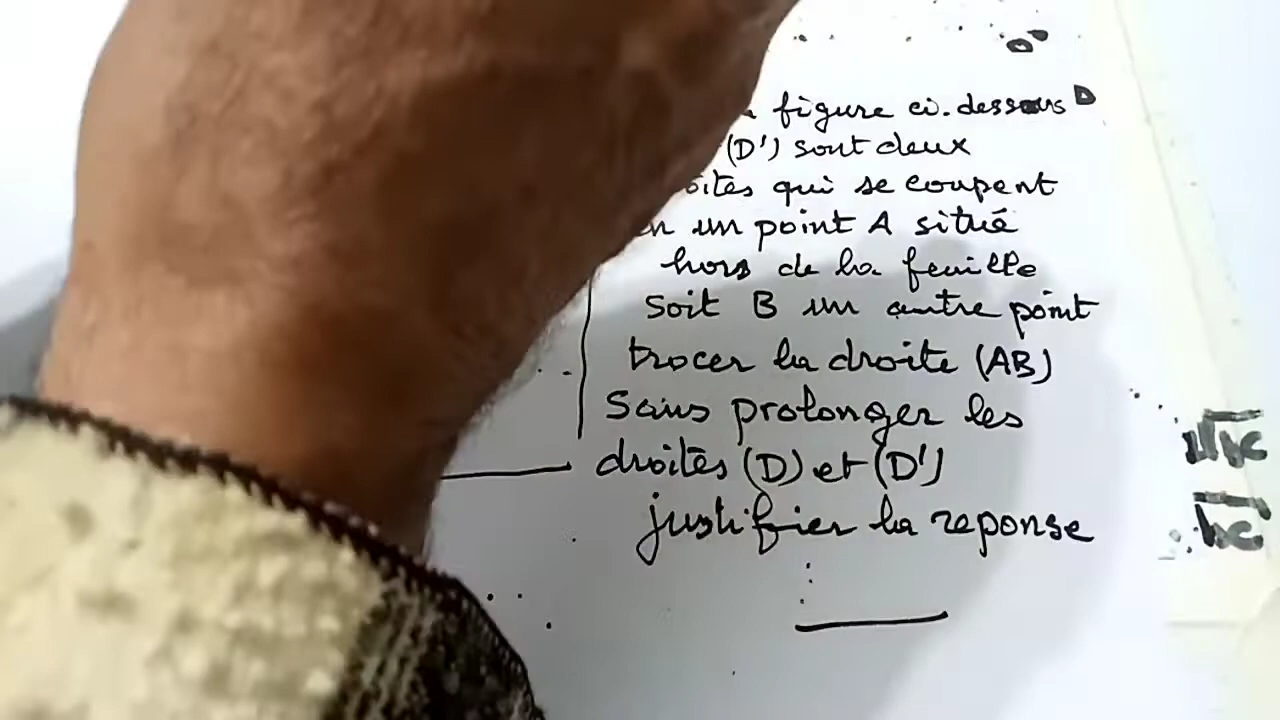 figure ci.dessous D
(D') sont deux
qui se coupent
un point A situé
hors de la feuille
soit B un autre point
tracer la droite (AB)
Sans prolonger les
droites (D) et (D')
justifier la reponse